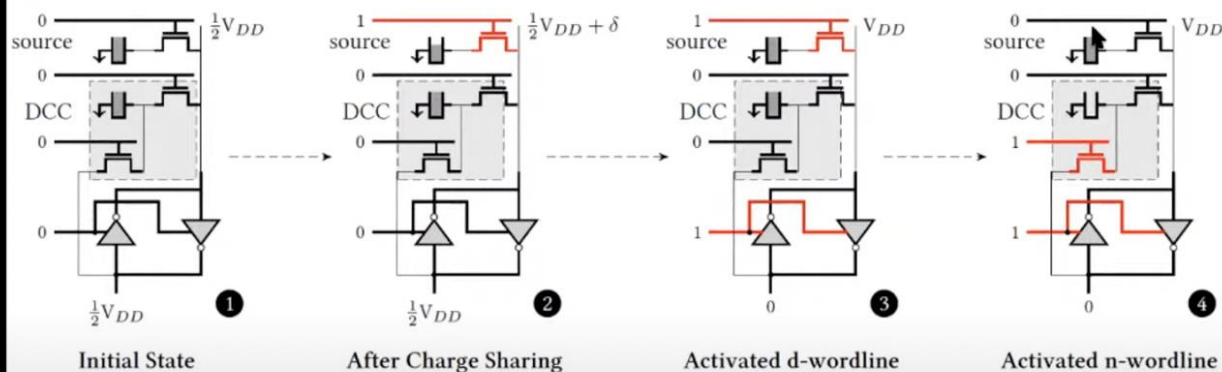 0 ½V_DD 1 ½V_DD + δ 1 V_DD 0 V_DD
source source source source
0 0 0 0
DCC DCC DCC DCC
0 0 0 1
0 0 1 1
½V_DD ½V_DD 0 0
1 2 3 4
Initial State After Charge Sharing Activated d-wordline Activated n-wordline